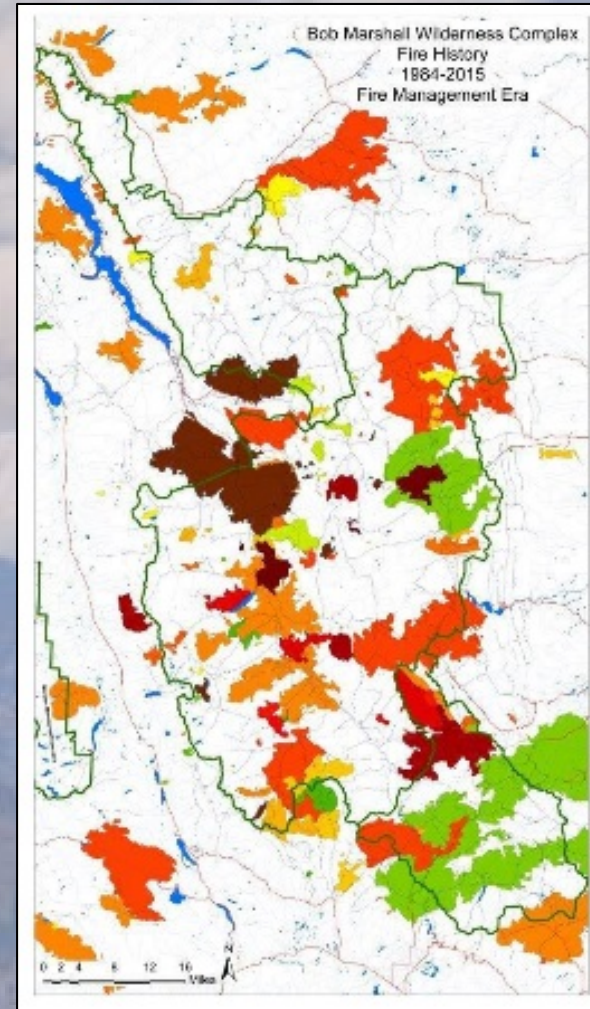 Bob Marshall Wilderness Complex
Fire History
1984-2015
Fire Management Era
N
0 2 4 8 12 16
Miles